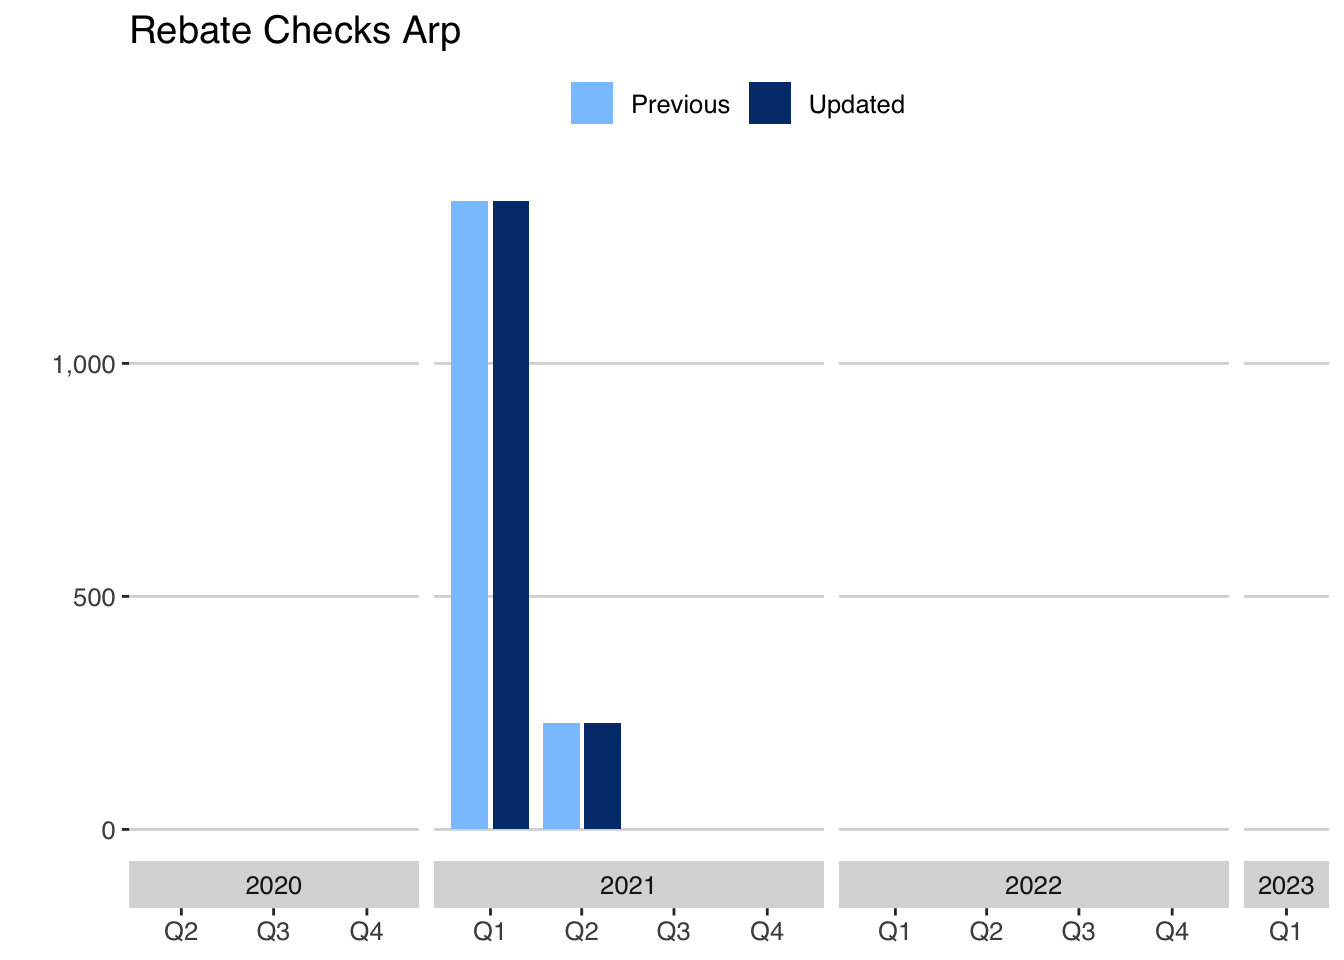 Rebate Checks Arp
Previous Updated
1,000
500
0
2020 2021 2022 2023
Q2 Q3 Q4 Q1 Q2 Q3 Q4 Q1 Q2 Q3 Q4 Q1